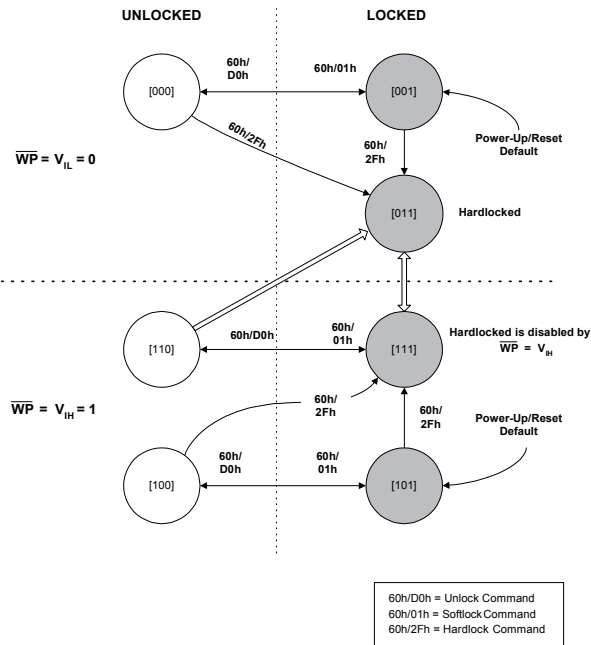 UNLOCKED
LOCKED
60h/
D0h
60h/01h
[000]
[001]
60h/2Fh
60h/
2Fh
Power-Up/Reset
Default
WP = VIL = 0
[011]
Hardlocked
60h/D0h
60h/
01h
[110]
[111]
Hardlocked is disabled by
WP = VIH
60h/
2Fh
60h/
2Fh
WP = VIH = 1
Power-Up/Reset
Default
60h/
D0h
60h/
01h
[100]
[101]
60h/D0h = Unlock Command
60h/01h = Softlock Command
60h/2Fh = Hardlock Command